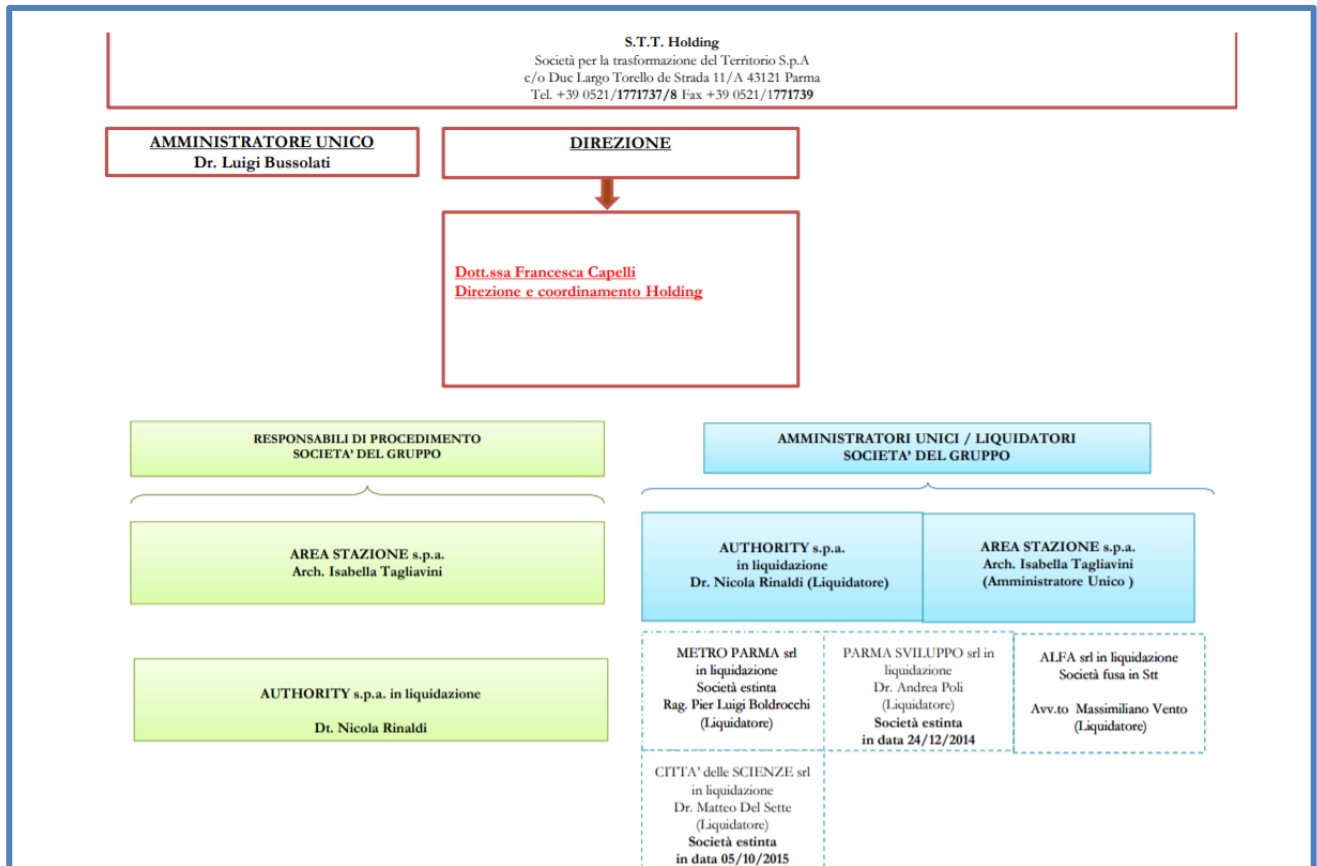 S.T.T. Holding
Società per la trasformazione del Territorio S.p.A
c/o Duc Largo Torello de Strada 11/A 43121 Parma
Tel. +39 0521/1771737/8 Fax +39 0521/1771739
AMMINISTRATORE UNICO
Dr. Luigi Bussolati
DIREZIONE
Dott.ssa Francesca Capelli
Direzione e coordinamento Holding
RESPONSABILI DI PROCEDIMENTO
SOCIETA' DEL GRUPPO
AREA STAZIONE s.p.a.
Arch. Isabella Tagliavini
AUTHORITY s.p.a. in liquidazione
Dt. Nicola Rinaldi
AMMINISTRATORI UNICI / LIQUIDATORI
SOCIETA' DEL GRUPPO
AUTHORITY s.p.a.
in liquidazione
Dr. Nicola Rinaldi (Liquidatore)
AREA STAZIONE s.p.a.
Arch. Isabella Tagliavini
(Amministratore Unico )
METRO PARMA srl
in liquidazione
Società estinta
Rag. Pier Luigi Boldrocchi
(Liquidatore)
PARMA SVILUPPO srl in
liquidazione
Dr. Andrea Poli
(Liquidatore)
Società estinta
in data 24/12/2014
ALFA srl in liquidazione
Società fusa in Stt
Avv.to Massimiliano Vento
(Liquidatore)
CITTA' delle SCIENZE srl
in liquidazione
Dr. Matteo Del Sette
(Liquidatore)
Società estinta
in data 05/10/2015